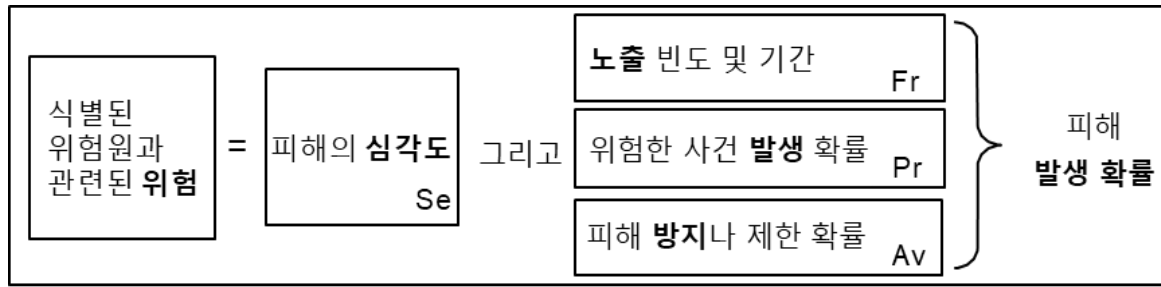 식별된
위험원과
관련된 위험
=
피해의 심각도
Se
그리고
노출 빈도 및 기간
Fr
위험한 사건 발생 확률
Pr
피해 방지나 제한 확률
Av
피해
발생 확률